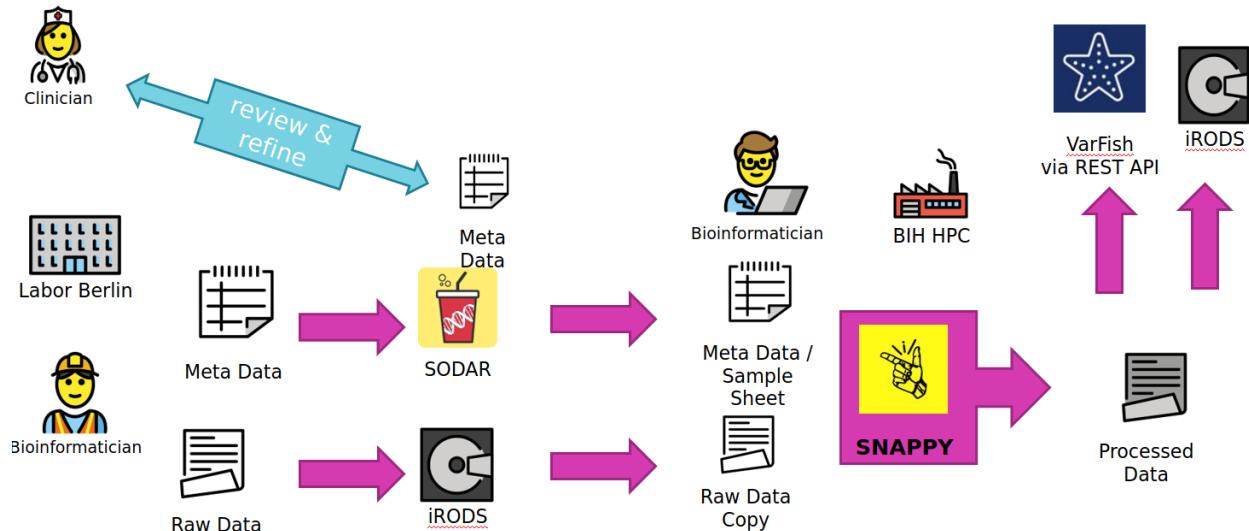 Clinician
review &
refine
Meta
Data
Labor Berlin
Meta Data
SODAR
Bioinformatician
Raw Data
iRODS
Bioinformatician
BIH HPC
Meta Data /
Sample
Sheet
Raw Data
Copy
SNAPPY
VarFish
via REST API
iRODS
Processed
Data